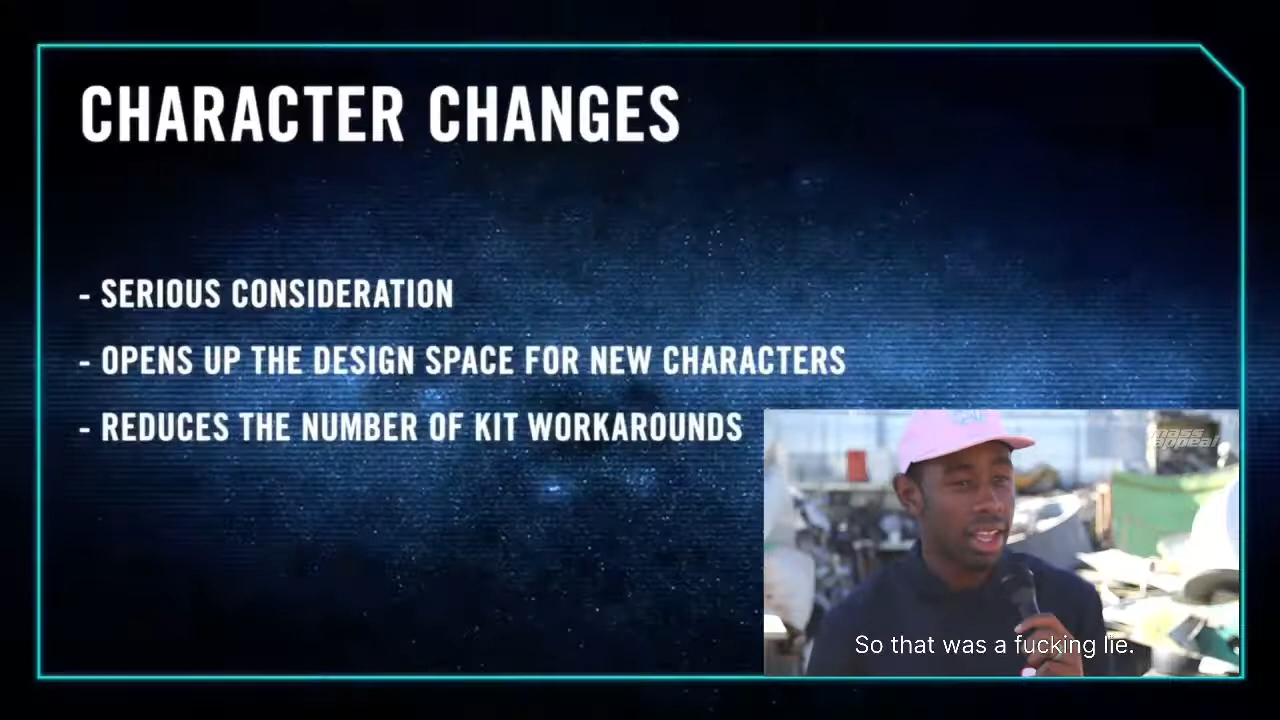 CHARACTER CHANGES
- SERIOUS CONSIDERATION
- OPENS UP THE DESIGN SPACE FOR NEW CHARACTERS
- REDUCES THE NUMBER OF KIT WORKAROUNDS
mass
appeal
So that was a fucking lie.